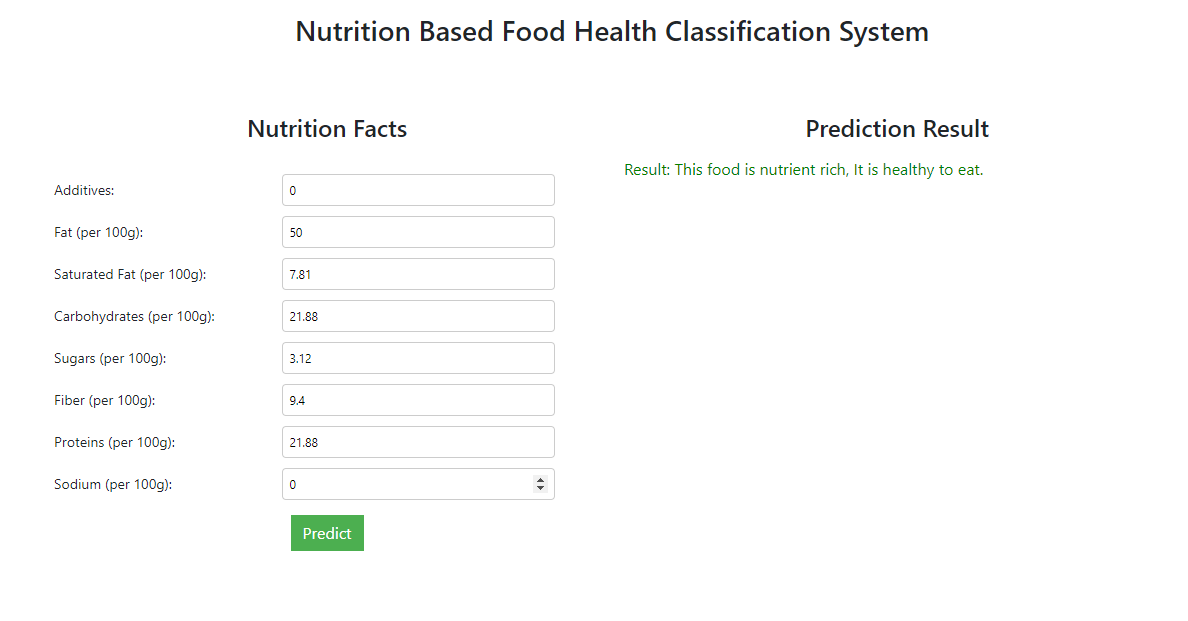 Nutrition Based Food Health Classification System
Nutrition Facts
Additives: 0
Fat (per 100g): 50
Saturated Fat (per 100g): 7.81
Carbohydrates (per 100g): 21.88
Sugars (per 100g): 3.12
Fiber (per 100g): 9.4
Proteins (per 100g): 21.88
Sodium (per 100g): 0
Predict
Prediction Result
Result: This food is nutrient rich, It is healthy to eat.